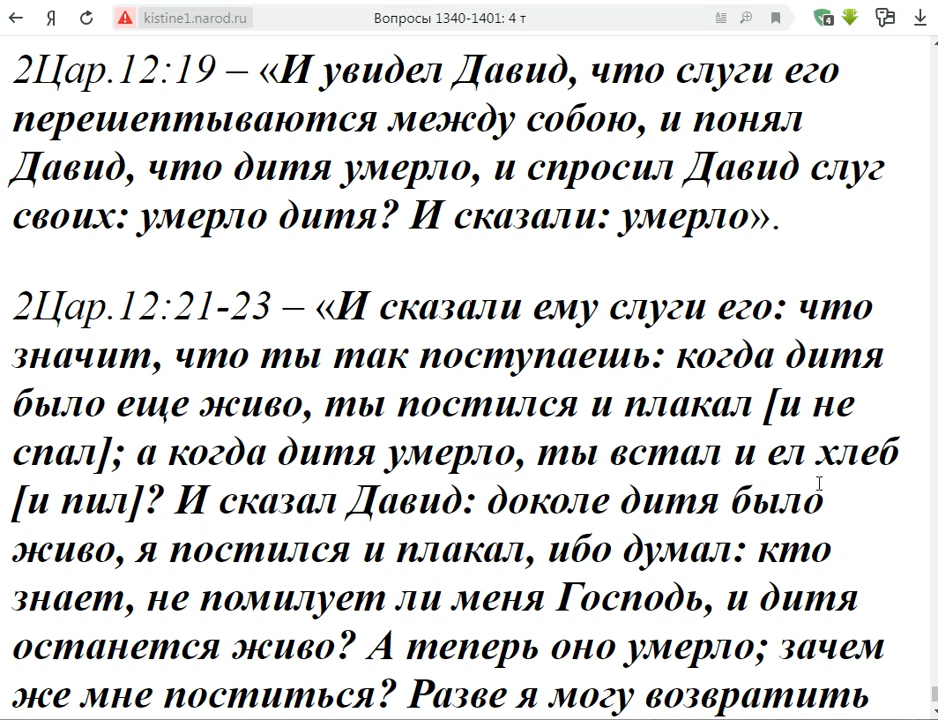 kistine1.narod.ru
Вопросы 1340-1401: 4 т
4
2Цар.12:19 – «И увидел Давид, что слуги его
перешептываются между собою, и понял
Давид, что дитя умерло, и спросил Давид слуг
своих: умерло дитя? И сказали: умерло».
2Цар.12:21-23 – «И сказали ему слуги его: что
значит, что ты так поступаешь: когда дитя
было еще живо, ты постился и плакал [и не
спал]; а когда дитя умерло, ты встал и ел хлеб
[и пил]? И сказал Давид: доколе дитя было
живо, я постился и плакал, ибо думал: кто
знает, не помилует ли меня Господь, и дитя
останется живо? А теперь оно умерло; зачем
же мне поститься? Разве я могу возвратить